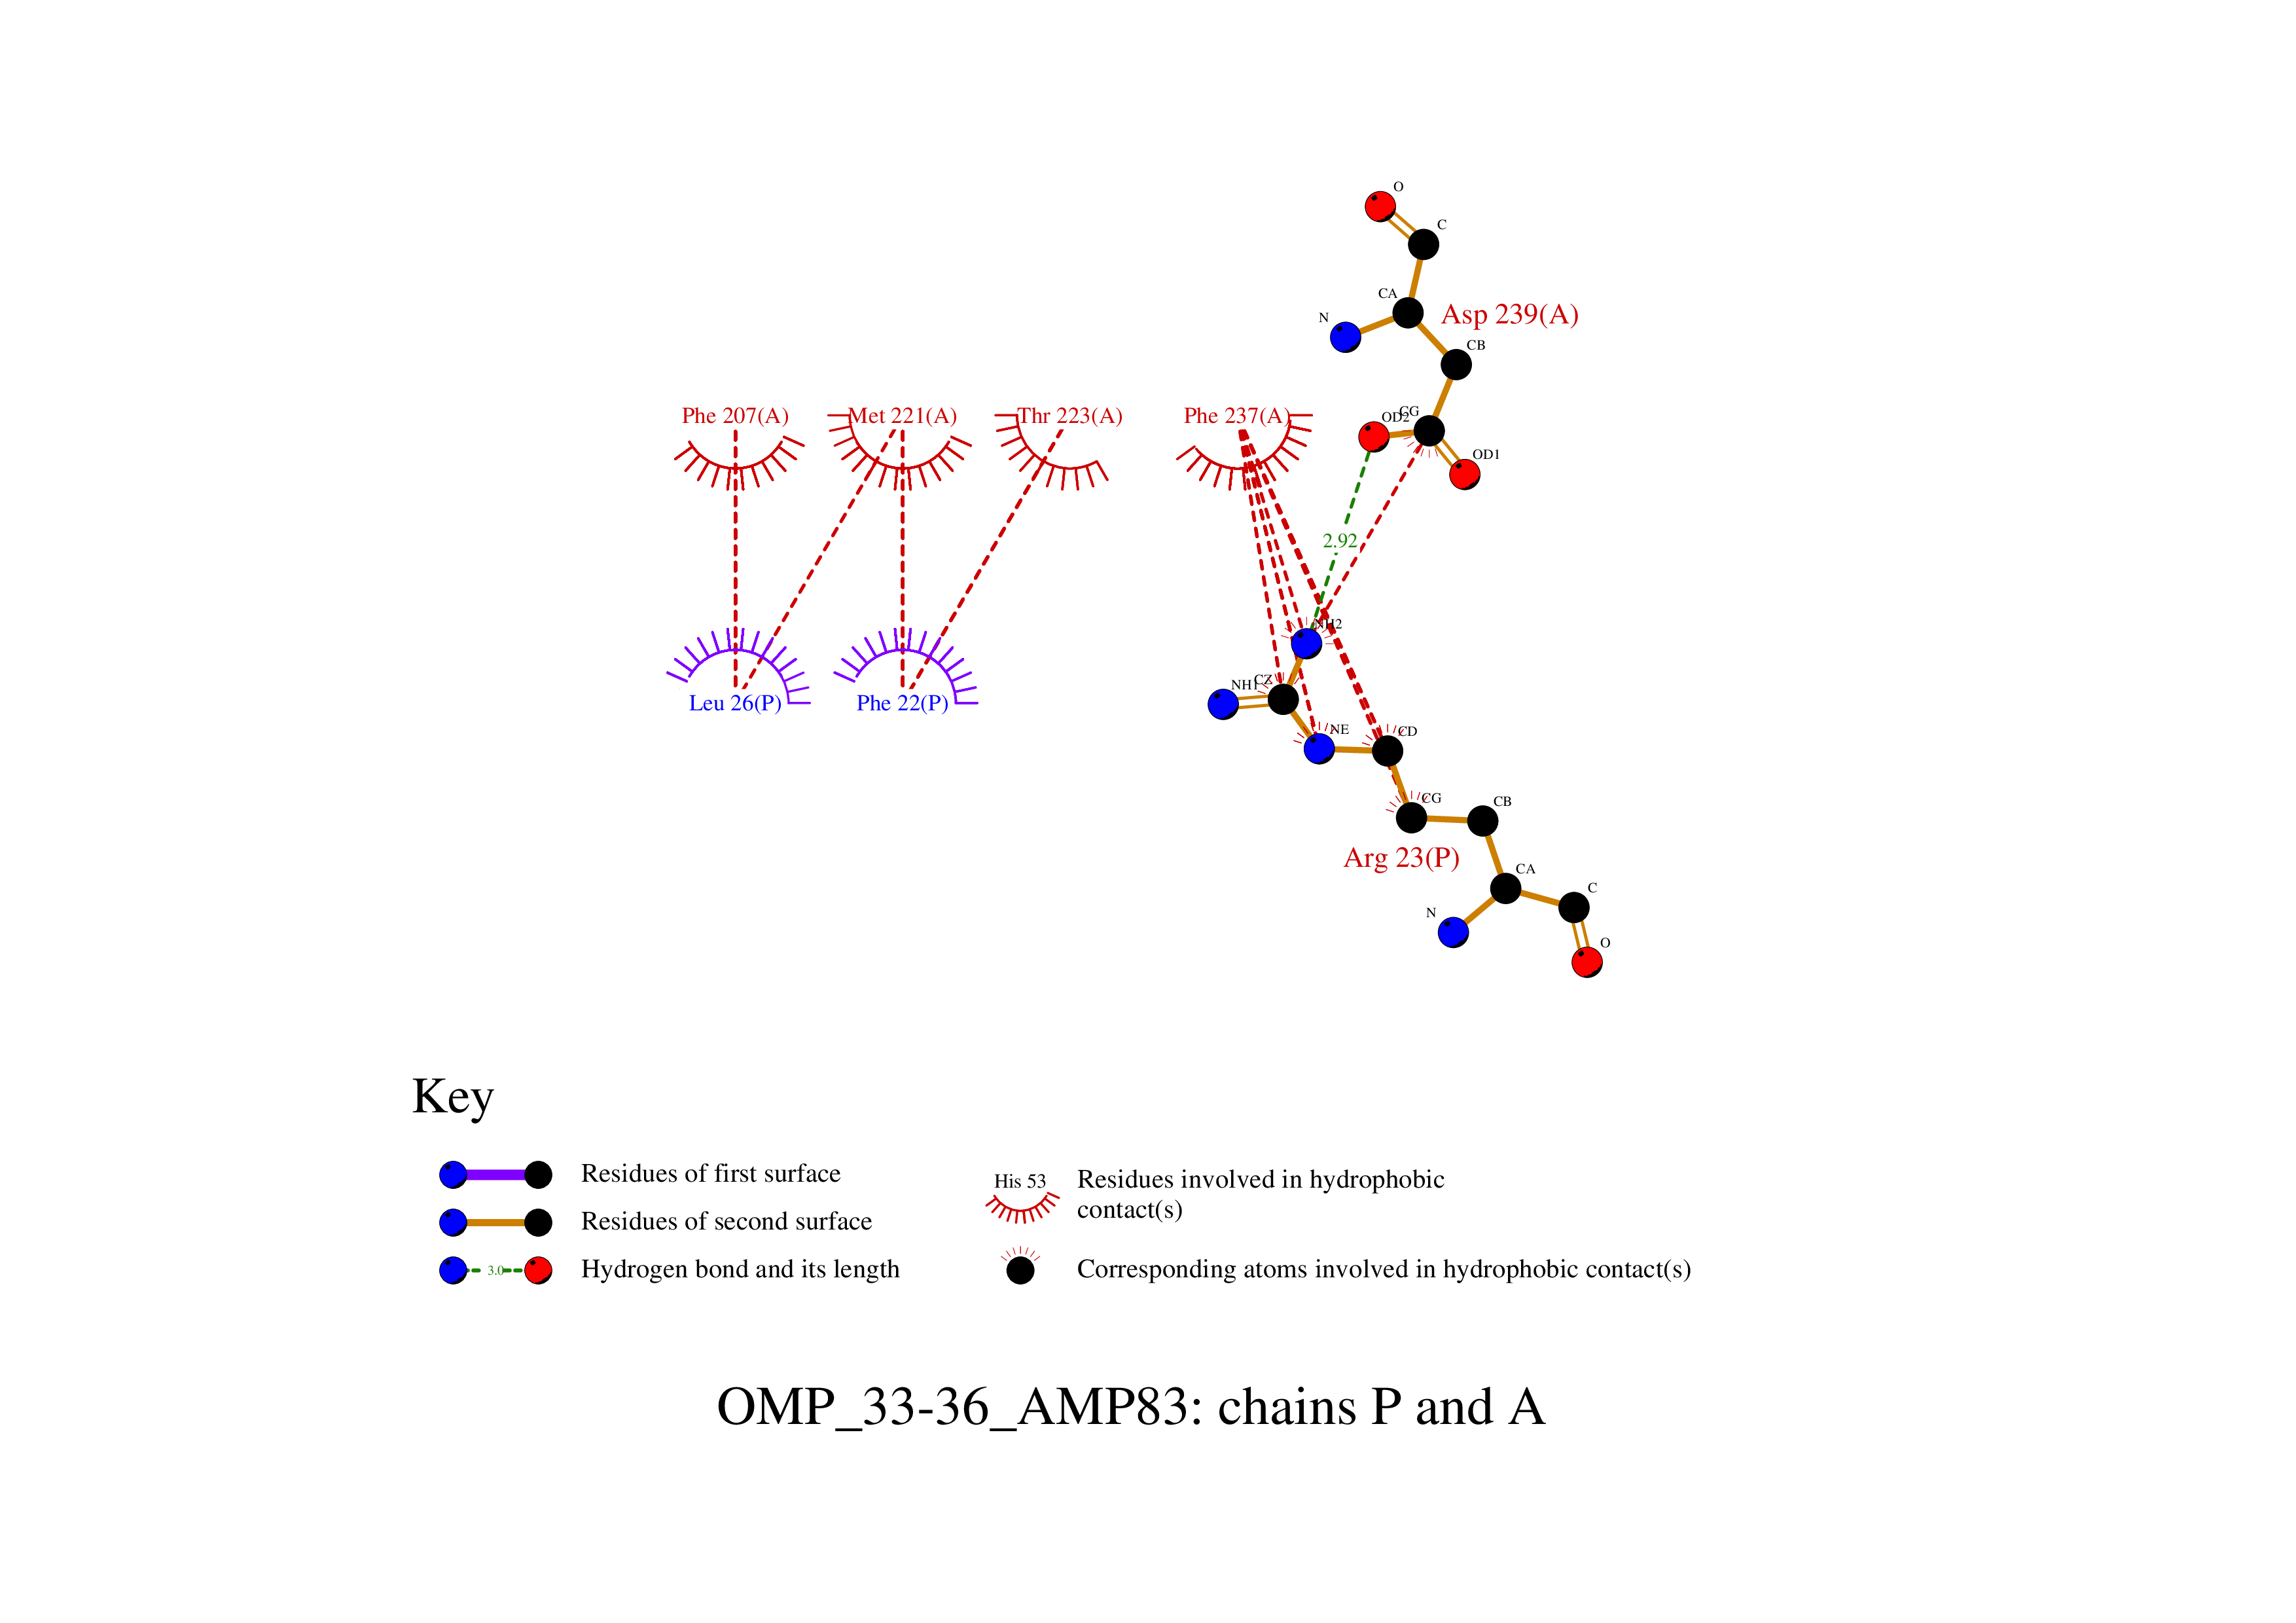 O
C
CA
N
Asp 239(A)
CB
Phe 207(A)
Met 221(A)
Thr 223(A)
Phe 237(A)
OD2
CG
OD1
2.92
NH2
NH1
CZ
Leu 26(P)
Phe 22(P)
NE
CD
CG
CB
Arg 23(P)
CA
C
N
O
Key
Residues of first surface
Residues of second surface
3.0
Hydrogen bond and its length
His 53
Residues involved in hydrophobic
contact(s)
Corresponding atoms involved in hydrophobic contact(s)
OMP_33-36_AMP83: chains P and A